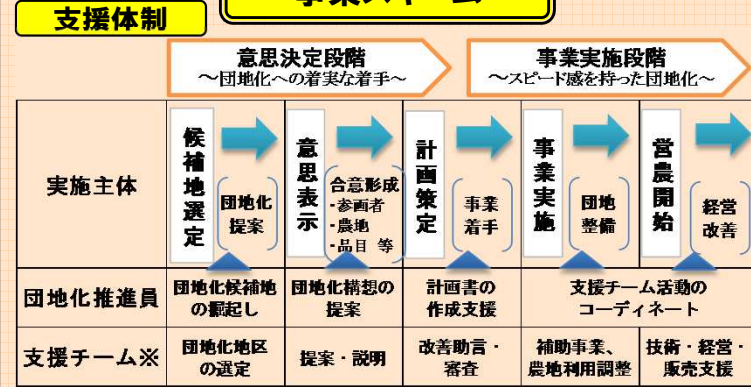 事業スキーム
支援体制
意思決定段階
～団地化への着実な着手～
事業実施段階
～スピード感を持った団地化～
実施主体
候補地選定
団地化
提案
意思表示
合意形成
・参画者
・農地
・品目 等
計画策定
事業
着手
事業実施
団地
整備
営農開始
経営
改善
団地化推進員
団地化候補地
の掘起し
団地化構想の
提案
計画書の
作成支援
支援チーム活動の
コーディネート
支援チーム※
団地化地区
の選定
提案・説明
改善助言・
審査
補助事業、
農地利用調整
技術・経営・
販売支援